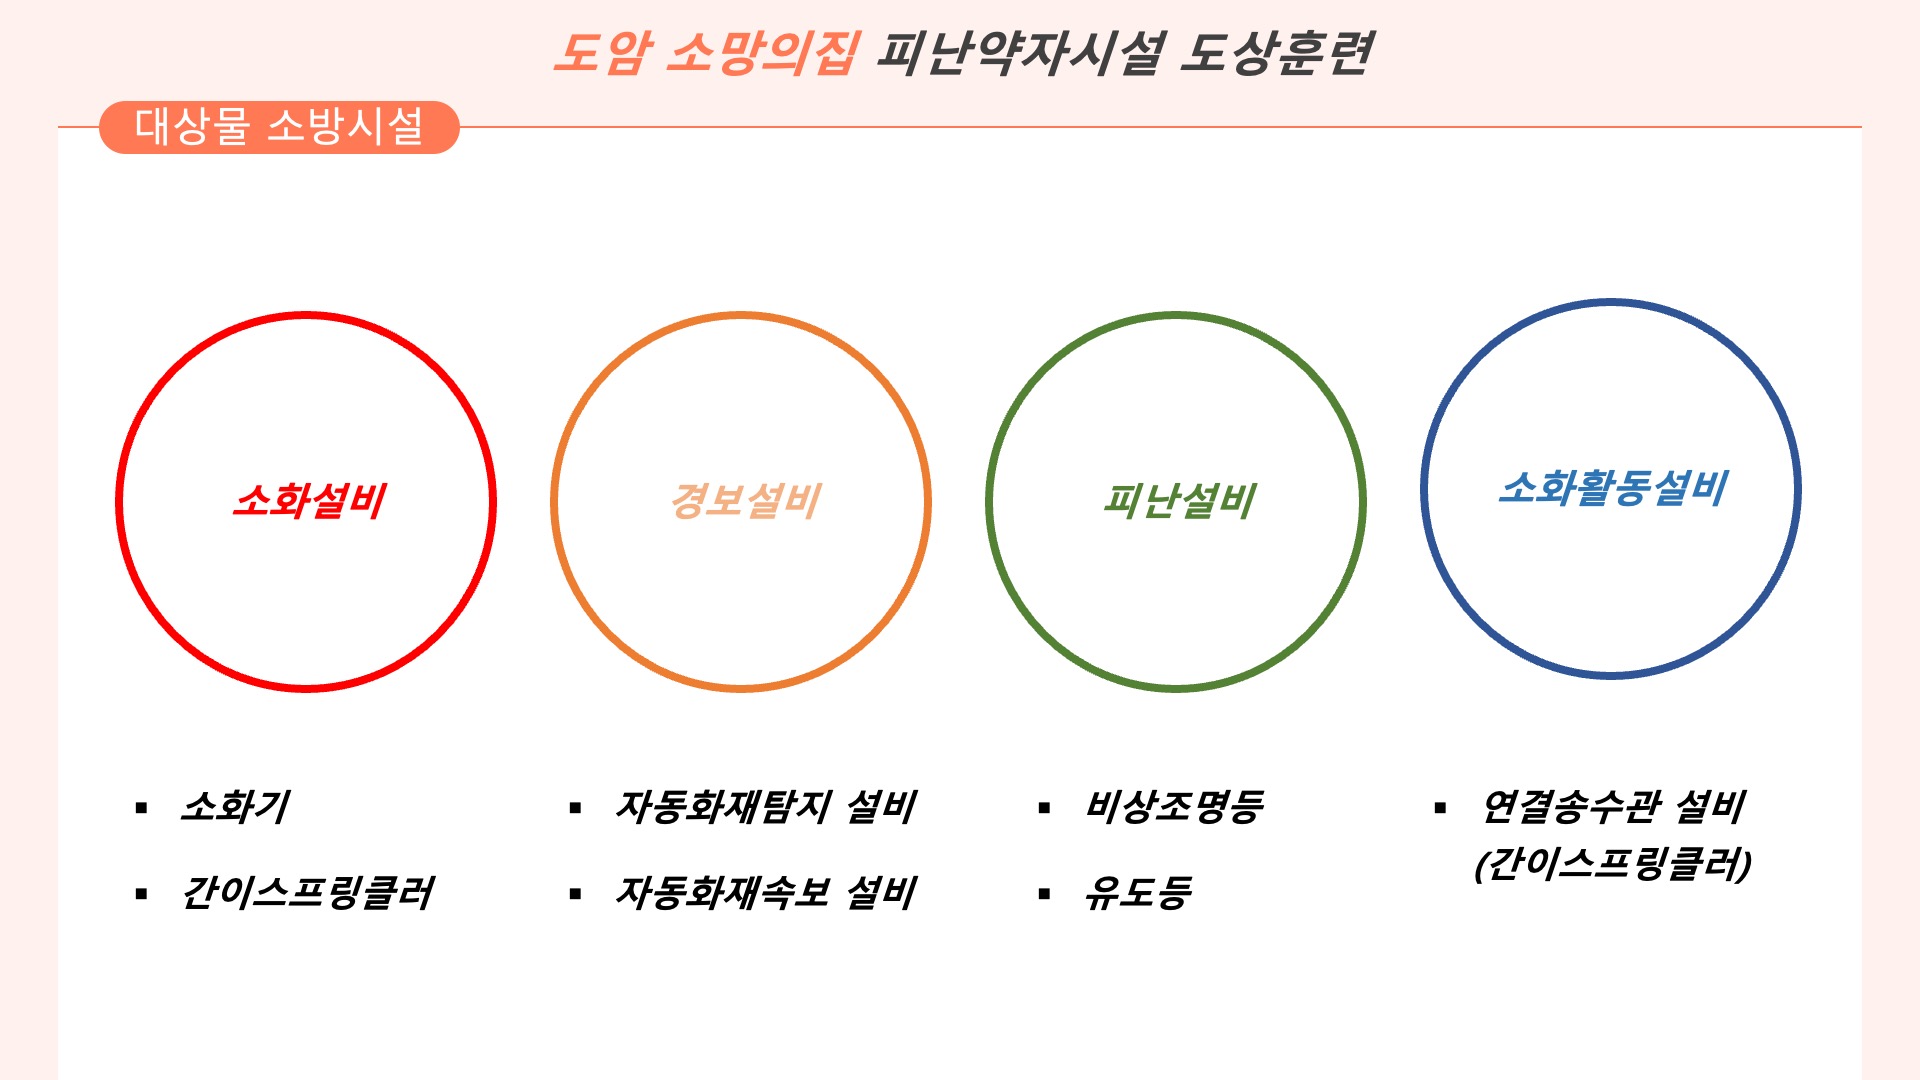 도암 소망의집 피난약자시설 도상훈련
대상물 소방시설
소화설비
경보설비
피난설비
소화활동설비
▪ 소화기
▪ 간이스프링클러
▪ 자동화재탐지 설비
▪ 자동화재속보 설비
▪ 비상조명등
▪ 유도등
▪ 연결송수관 설비
(간이스프링클러)